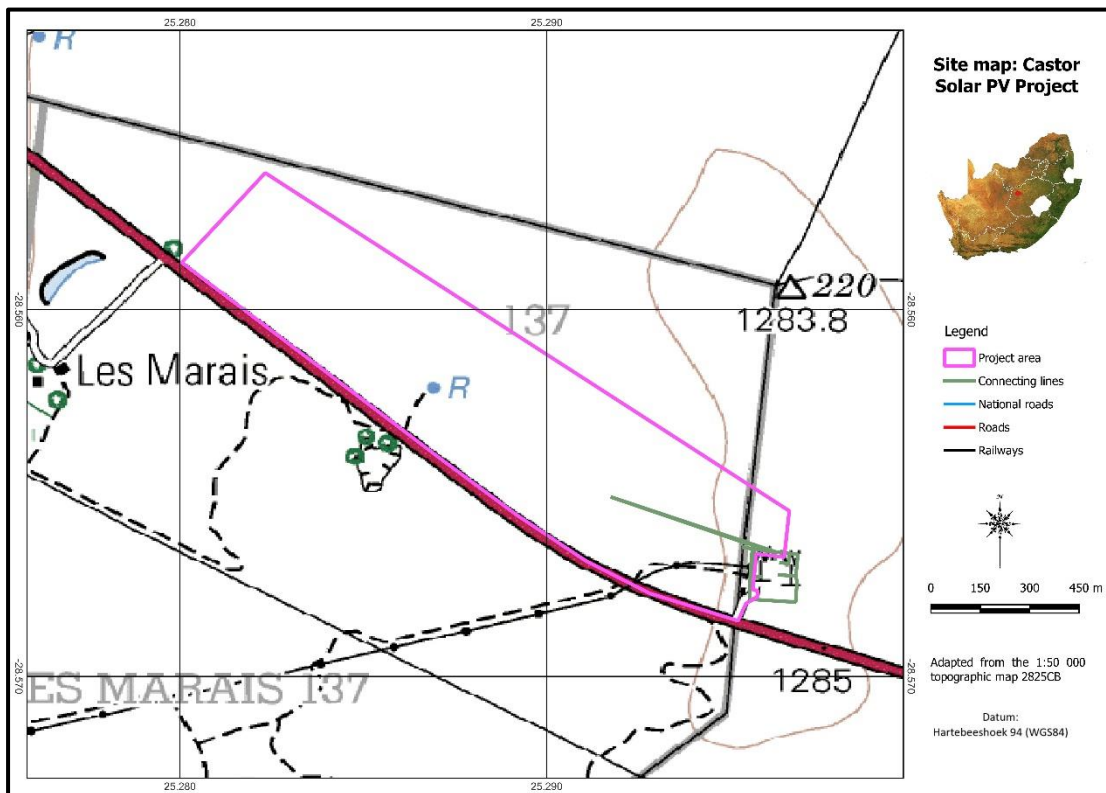 25.280
25.290
R
-28.560
220
-28.560
137
1283.8
Les Marais
R
-28.570
ES MARAIS 137
1285
-28.570
25.280
25.290
Site map: Castor
Solar PV Project
Legend
Project area
Connecting lines
National roads
Roads
Railways
N
0 150 300 450 m
Adapted from the 1:50 000
topographic map 2825CB
Datum:
Hartebeeshoek 94 (WGS84)